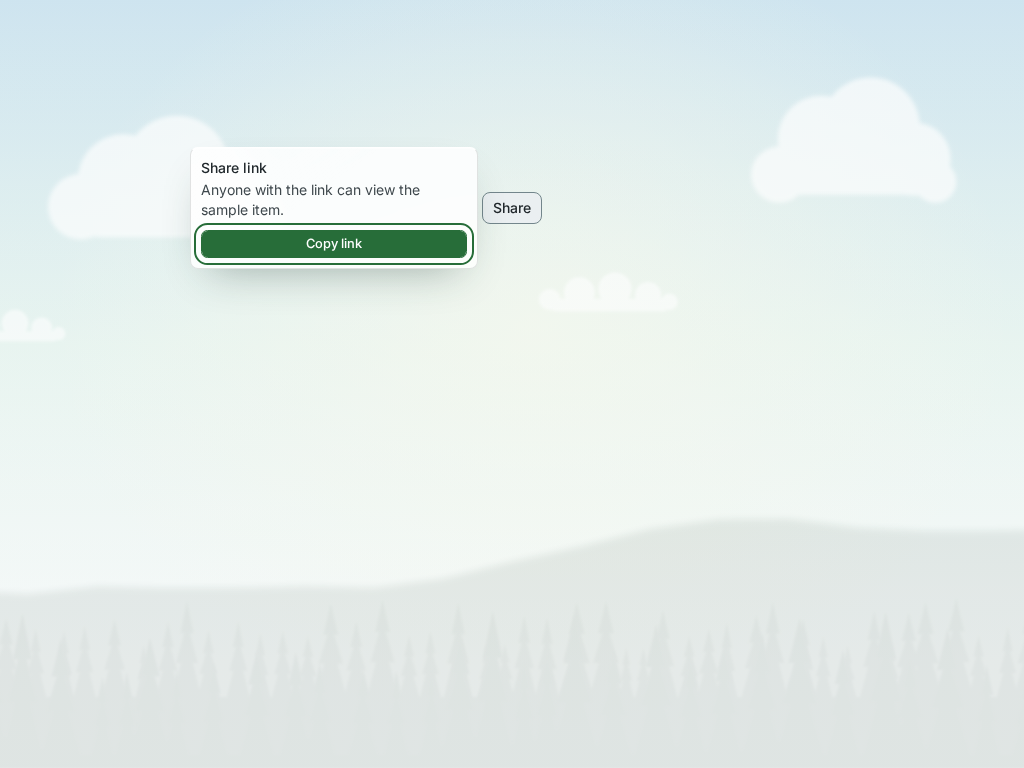 Share link
Anyone with the link can view the
sample item.
Copy link
Share